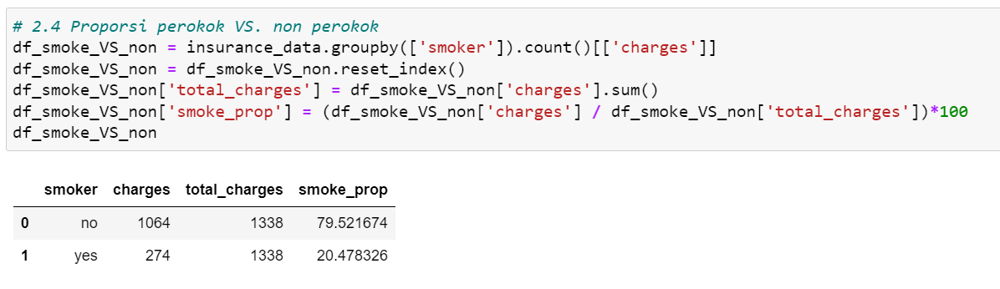 # 2.4 Proporsi perokok VS. non perokok
df_smoke_VS_non = insurance_data.groupby(['smoker']).count()[['charges']]
df_smoke_VS_non = df_smoke_VS_non.reset_index()
df_smoke_VS_non['total_charges'] = df_smoke_VS_non['charges'].sum()
df_smoke_VS_non['smoke_prop'] = (df_smoke_VS_non['charges'] / df_smoke_VS_non['total_charges'])*100
df_smoke_VS_non
smoker charges total_charges smoke_prop
0 no 1064 1338 79.521674
1 yes 274 1338 20.478326